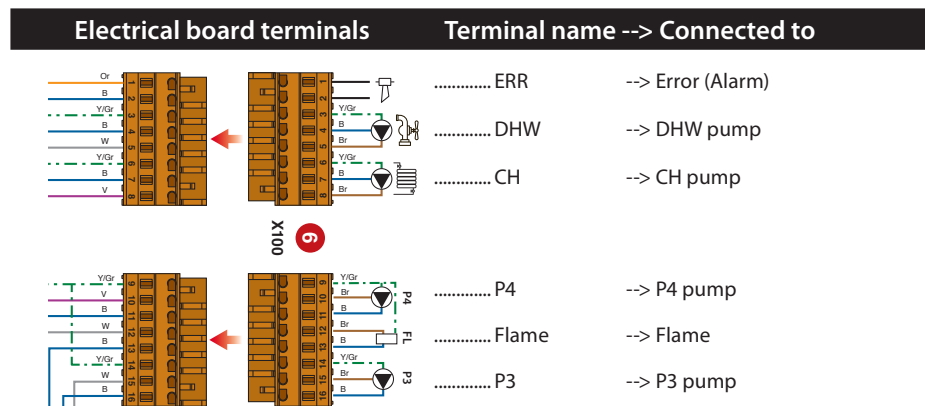 Electrical board terminals Terminal name --> Connected to
Or 1 1 ............. ERR --> Error (Alarm)
B 2 2
Y/Gr 3 3 Y/Gr
B 4 4 B ............. DHW --> DHW pump
W 5 5 Br
Y/Gr 6 6 Y/Gr
B 7 7 B ............. CH --> CH pump
V 8 8 Br
X100 6
Y/Gr 9 9 Y/Gr
V 10 10 Br P4 ............. P4 --> P4 pump
B 11 11 B
W 12 12 Br
B 13 13 B FL ............. Flame --> Flame
Y/Gr 14 14 Y/Gr
W 15 15 Br P3 ............. P3 --> P3 pump
B 16 16 B